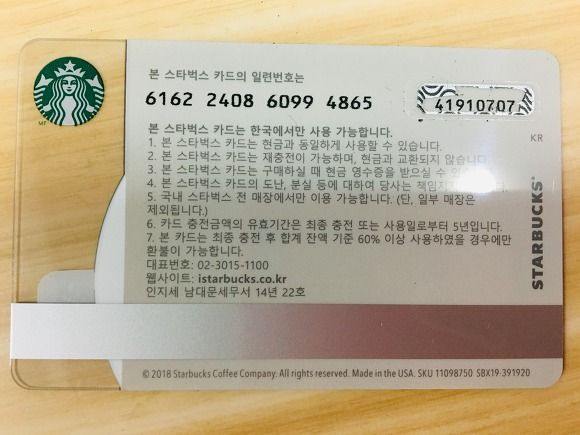 본 스타벅스 카드의 일련번호는
6162 2408 6099 4865
41910707
본 스타벅스 카드는 한국에서만 사용 가능합니다.
1. 본 스타벅스 카드는 현금과 동일하게 사용할 수 있습니다.
2. 본 스타벅스 카드는 재충전이 가능하며, 현금과 교환되지 않습니다.
3. 본 스타벅스 카드는 구매하실 때 현금 영수증을 받으실 수 있습
4. 본 스타벅스 카드의 도난, 분실 등에 대하여 당사는 책임지지
5. 국내 스타벅스 전 매장에서만 이용 가능합니다. (단, 일부 매장은
제외됩니다.)
6. 카드 충전금액의 유효기간은 최종 충전 또는 사용일로부터 5년입니다.
7. 본 카드는 최종 충전 후 합계 잔액 기준 60% 이상 사용하였을 경우에만
환불이 가능합니다.
대표번호: 02-3015-1100
웹사이트: istarbucks.co.kr
인지세 남대문세무서 14년 22호
KR
STARBUCKS
© 2018 Starbucks Coffee Company. All rights reserved. Made in the USA. SKU 11098750 SBX19-391920